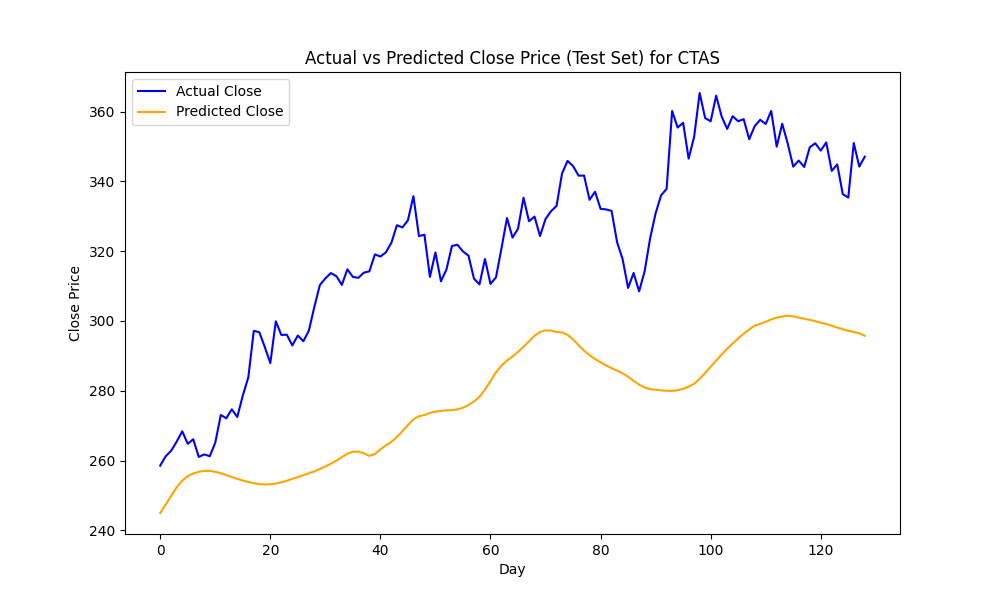 Actual vs Predicted Close Price (Test Set) for CTAS
Actual Close
Predicted Close
Close Price
360
340
320
300
280
260
240
0 20 40 60 80 100 120
Day